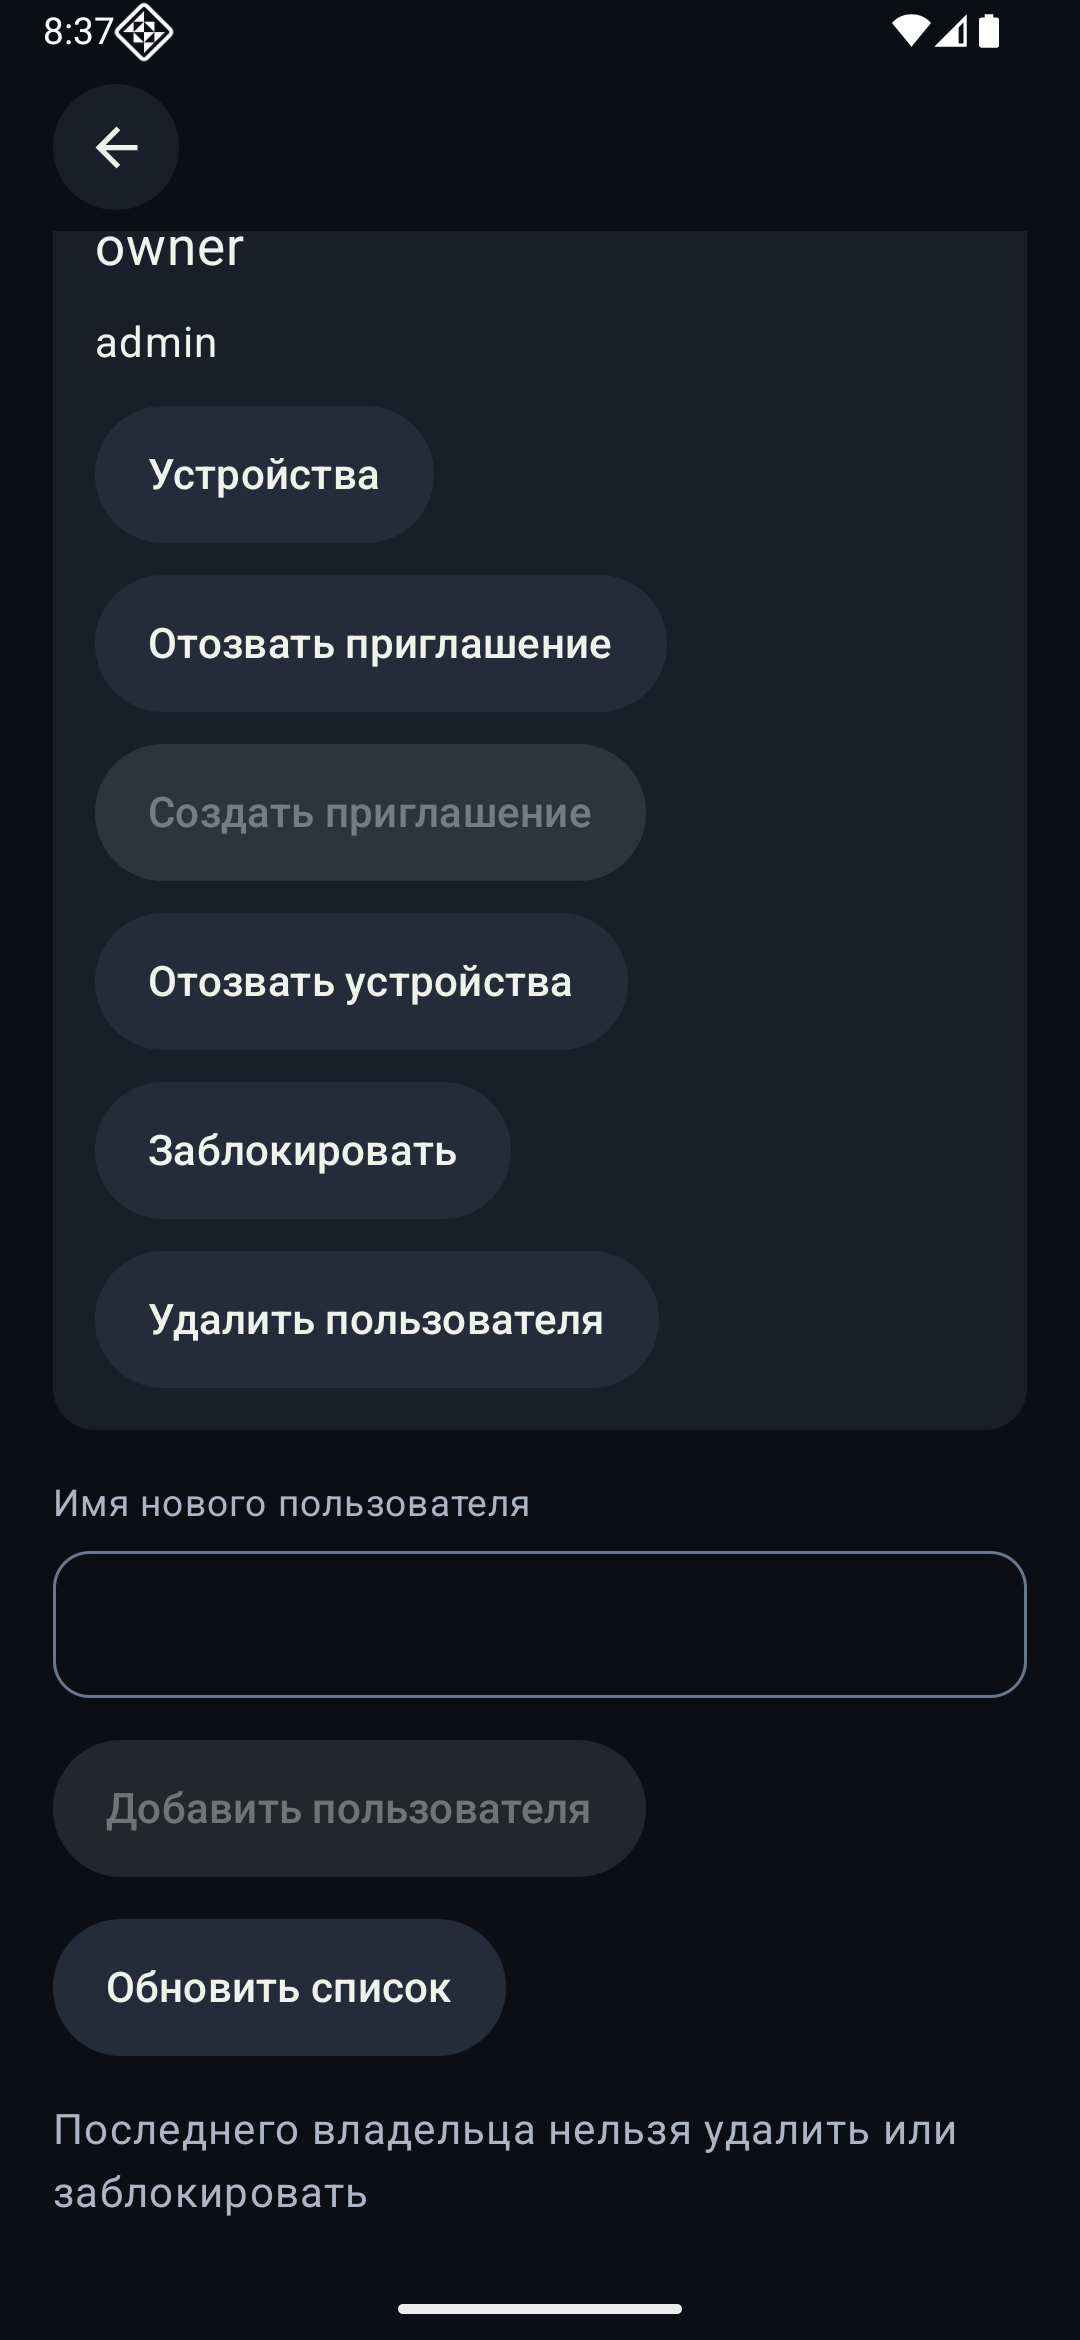 8:37
owner
admin
Устройства
Отозвать приглашение
Создать приглашение
Отозвать устройства
Заблокировать
Удалить пользователя
Имя нового пользователя
Добавить пользователя
Обновить список
Последнего владельца нельзя удалить или
заблокировать